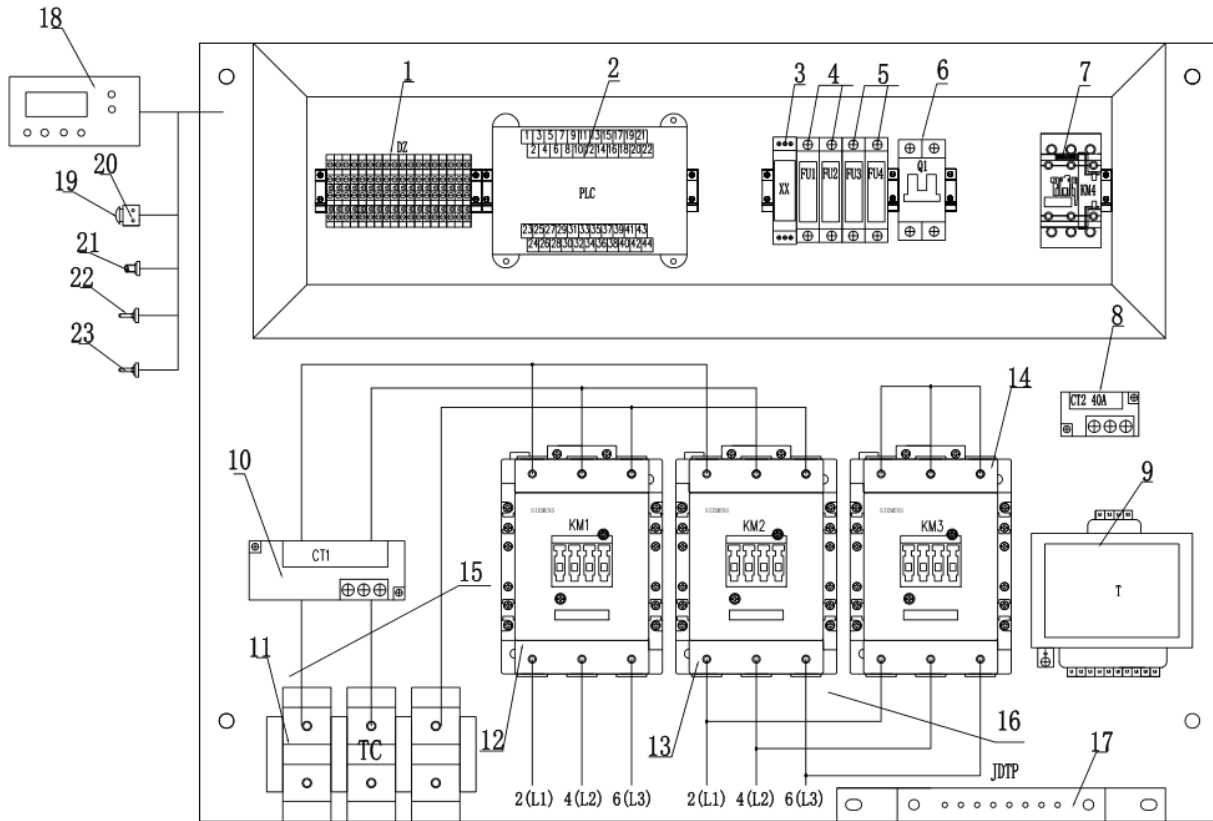 18
1
2
3
4
5
6
7
DZ
1 3 5 7 9 11 13 15 17 19 21
2 4 6 8 10 12 14 16 18 20 22
Q1
XX
FU1
FU2
FU3
FU4
KM4
PLC
20
19
23 25 27 29 31 33 35 37 39 41 43
24 26 28 30 32 34 36 38 40 42 44
21
22
23
8
CT2 40A
14
10
9
SIEMENS
SIEMENS
SIEMENS
KM1
KM2
KM3
CT1
15
T
11
12
13
16
TC
JDTP
17
2(L1)
4(L2)
6(L3)
2(L1)
4(L2)
6(L3)